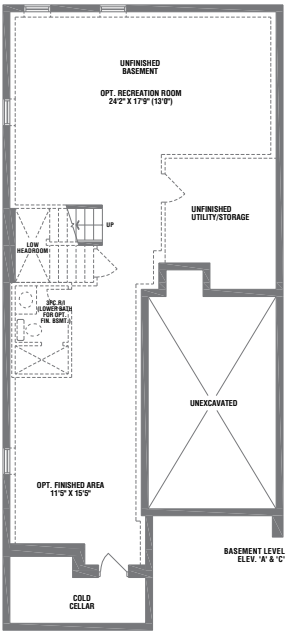 UNFINISHED
BASEMENT
OPT. RECREATION ROOM
24'2" X 17'9" (13'0")
UNFINISHED
UTILITY/STORAGE
UP
LOW
HEADROOM
3PC.R/I
(LOWER BATH
FOR OPT.
FIN. BSMT.)
UNEXCAVATED
OPT. FINISHED AREA
11'5" X 15'5"
BASEMENT LEVEL
ELEV. 'A' & 'C'
COLD
CELLAR